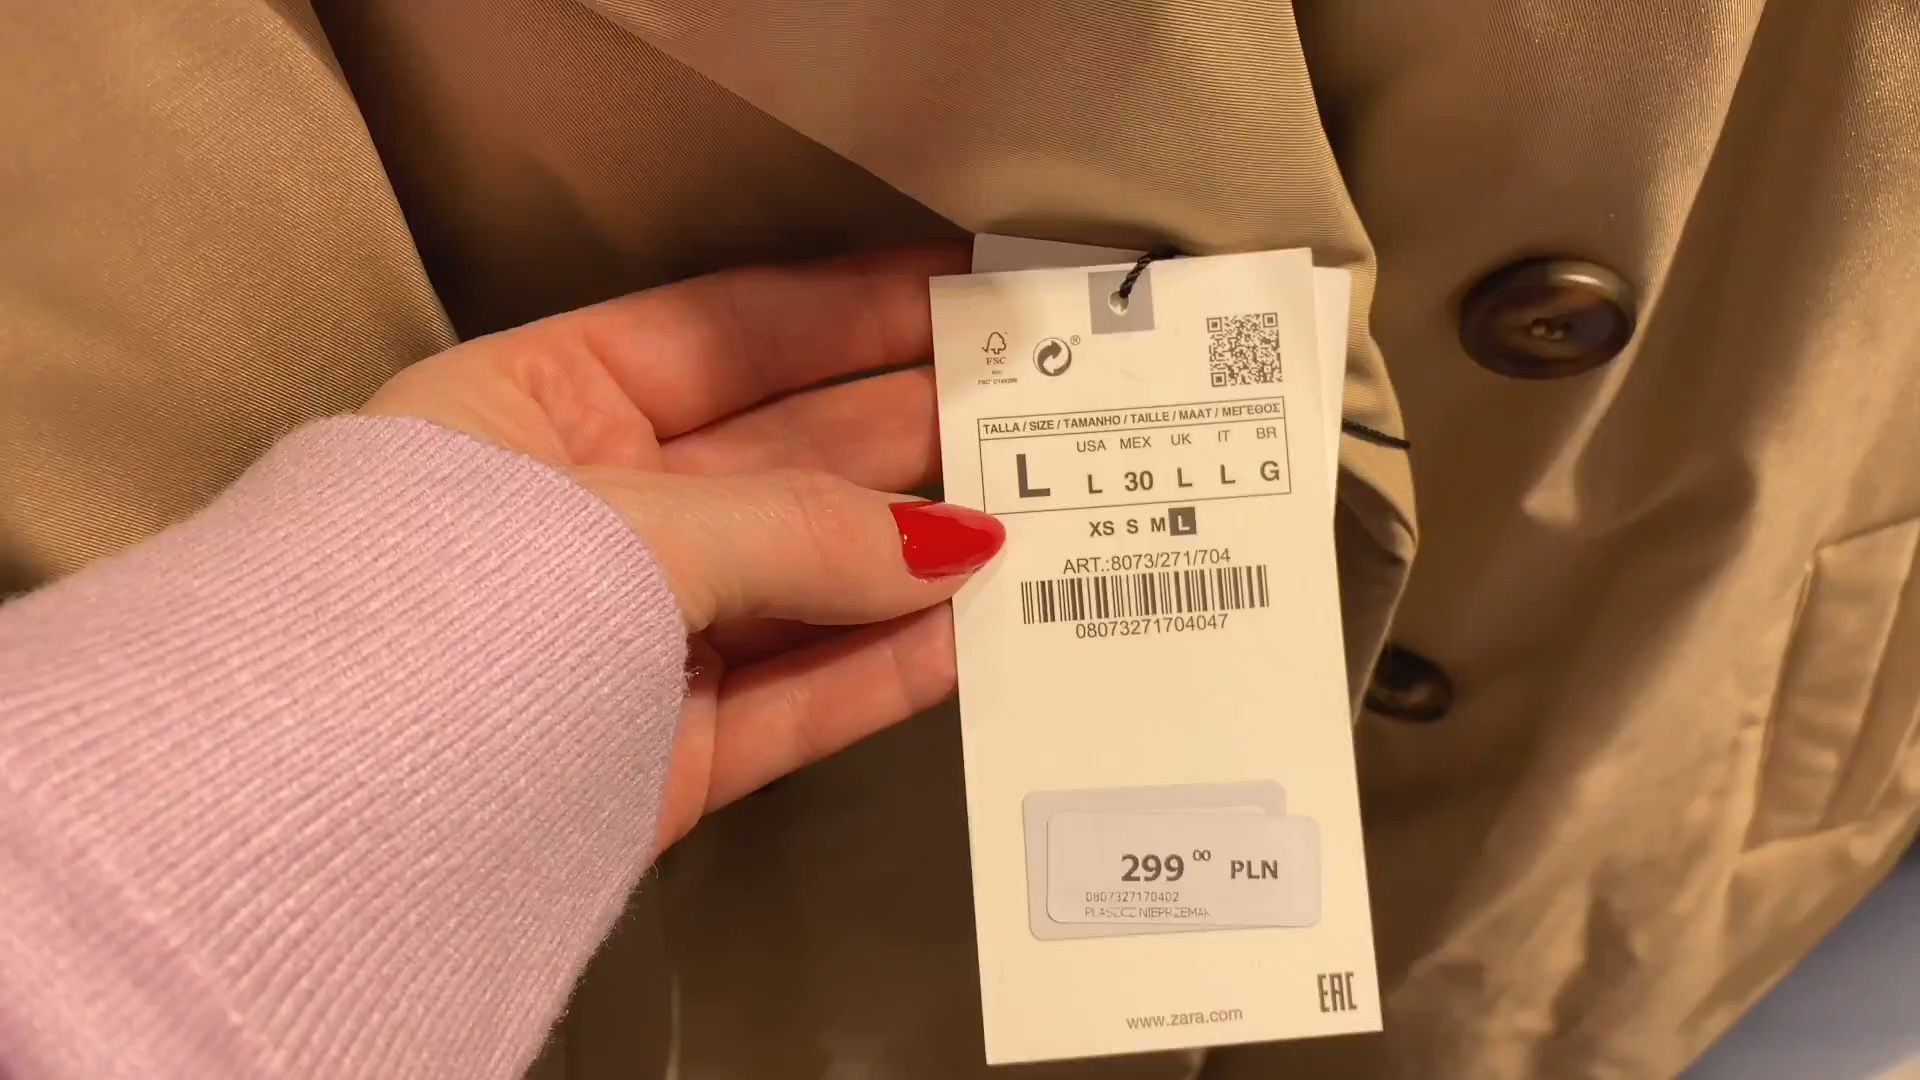 FSC
®
TALLA / SIZE / TAMANHO / TAILLE / MAAT / ΜΕΓΕΘΟΣ
USA MEX UK IT BR
L L 30 L L G
XS S M L
ART.:8073/271/704
08073271704047
299 00 PLN
0807327170402
PLASZCZ NIEPRZEMAK
EAC
www.zara.com